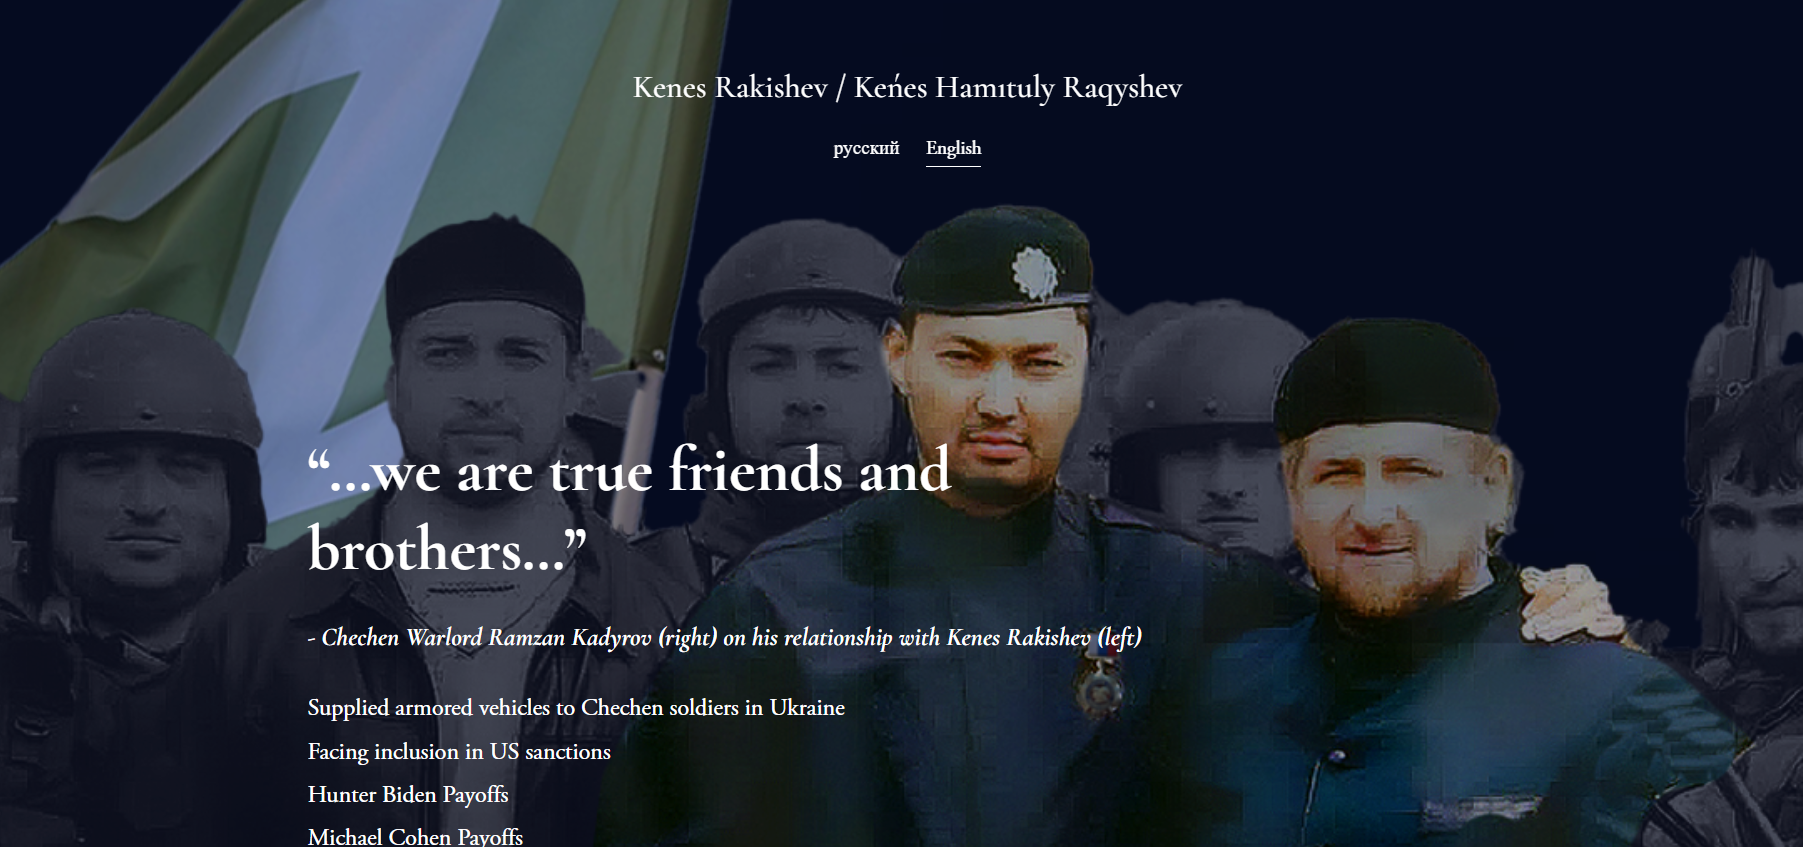 Kenes Rakishev / Keńes Hamıtuly Raqyshev
русский English
“...we are true friends and
brothers...”
- Chechen Warlord Ramzan Kadyrov (right) on his relationship with Kenes Rakishev (left)
Supplied armored vehicles to Chechen soldiers in Ukraine
Facing inclusion in US sanctions
Hunter Biden Payoffs
Michael Cohen Payoffs